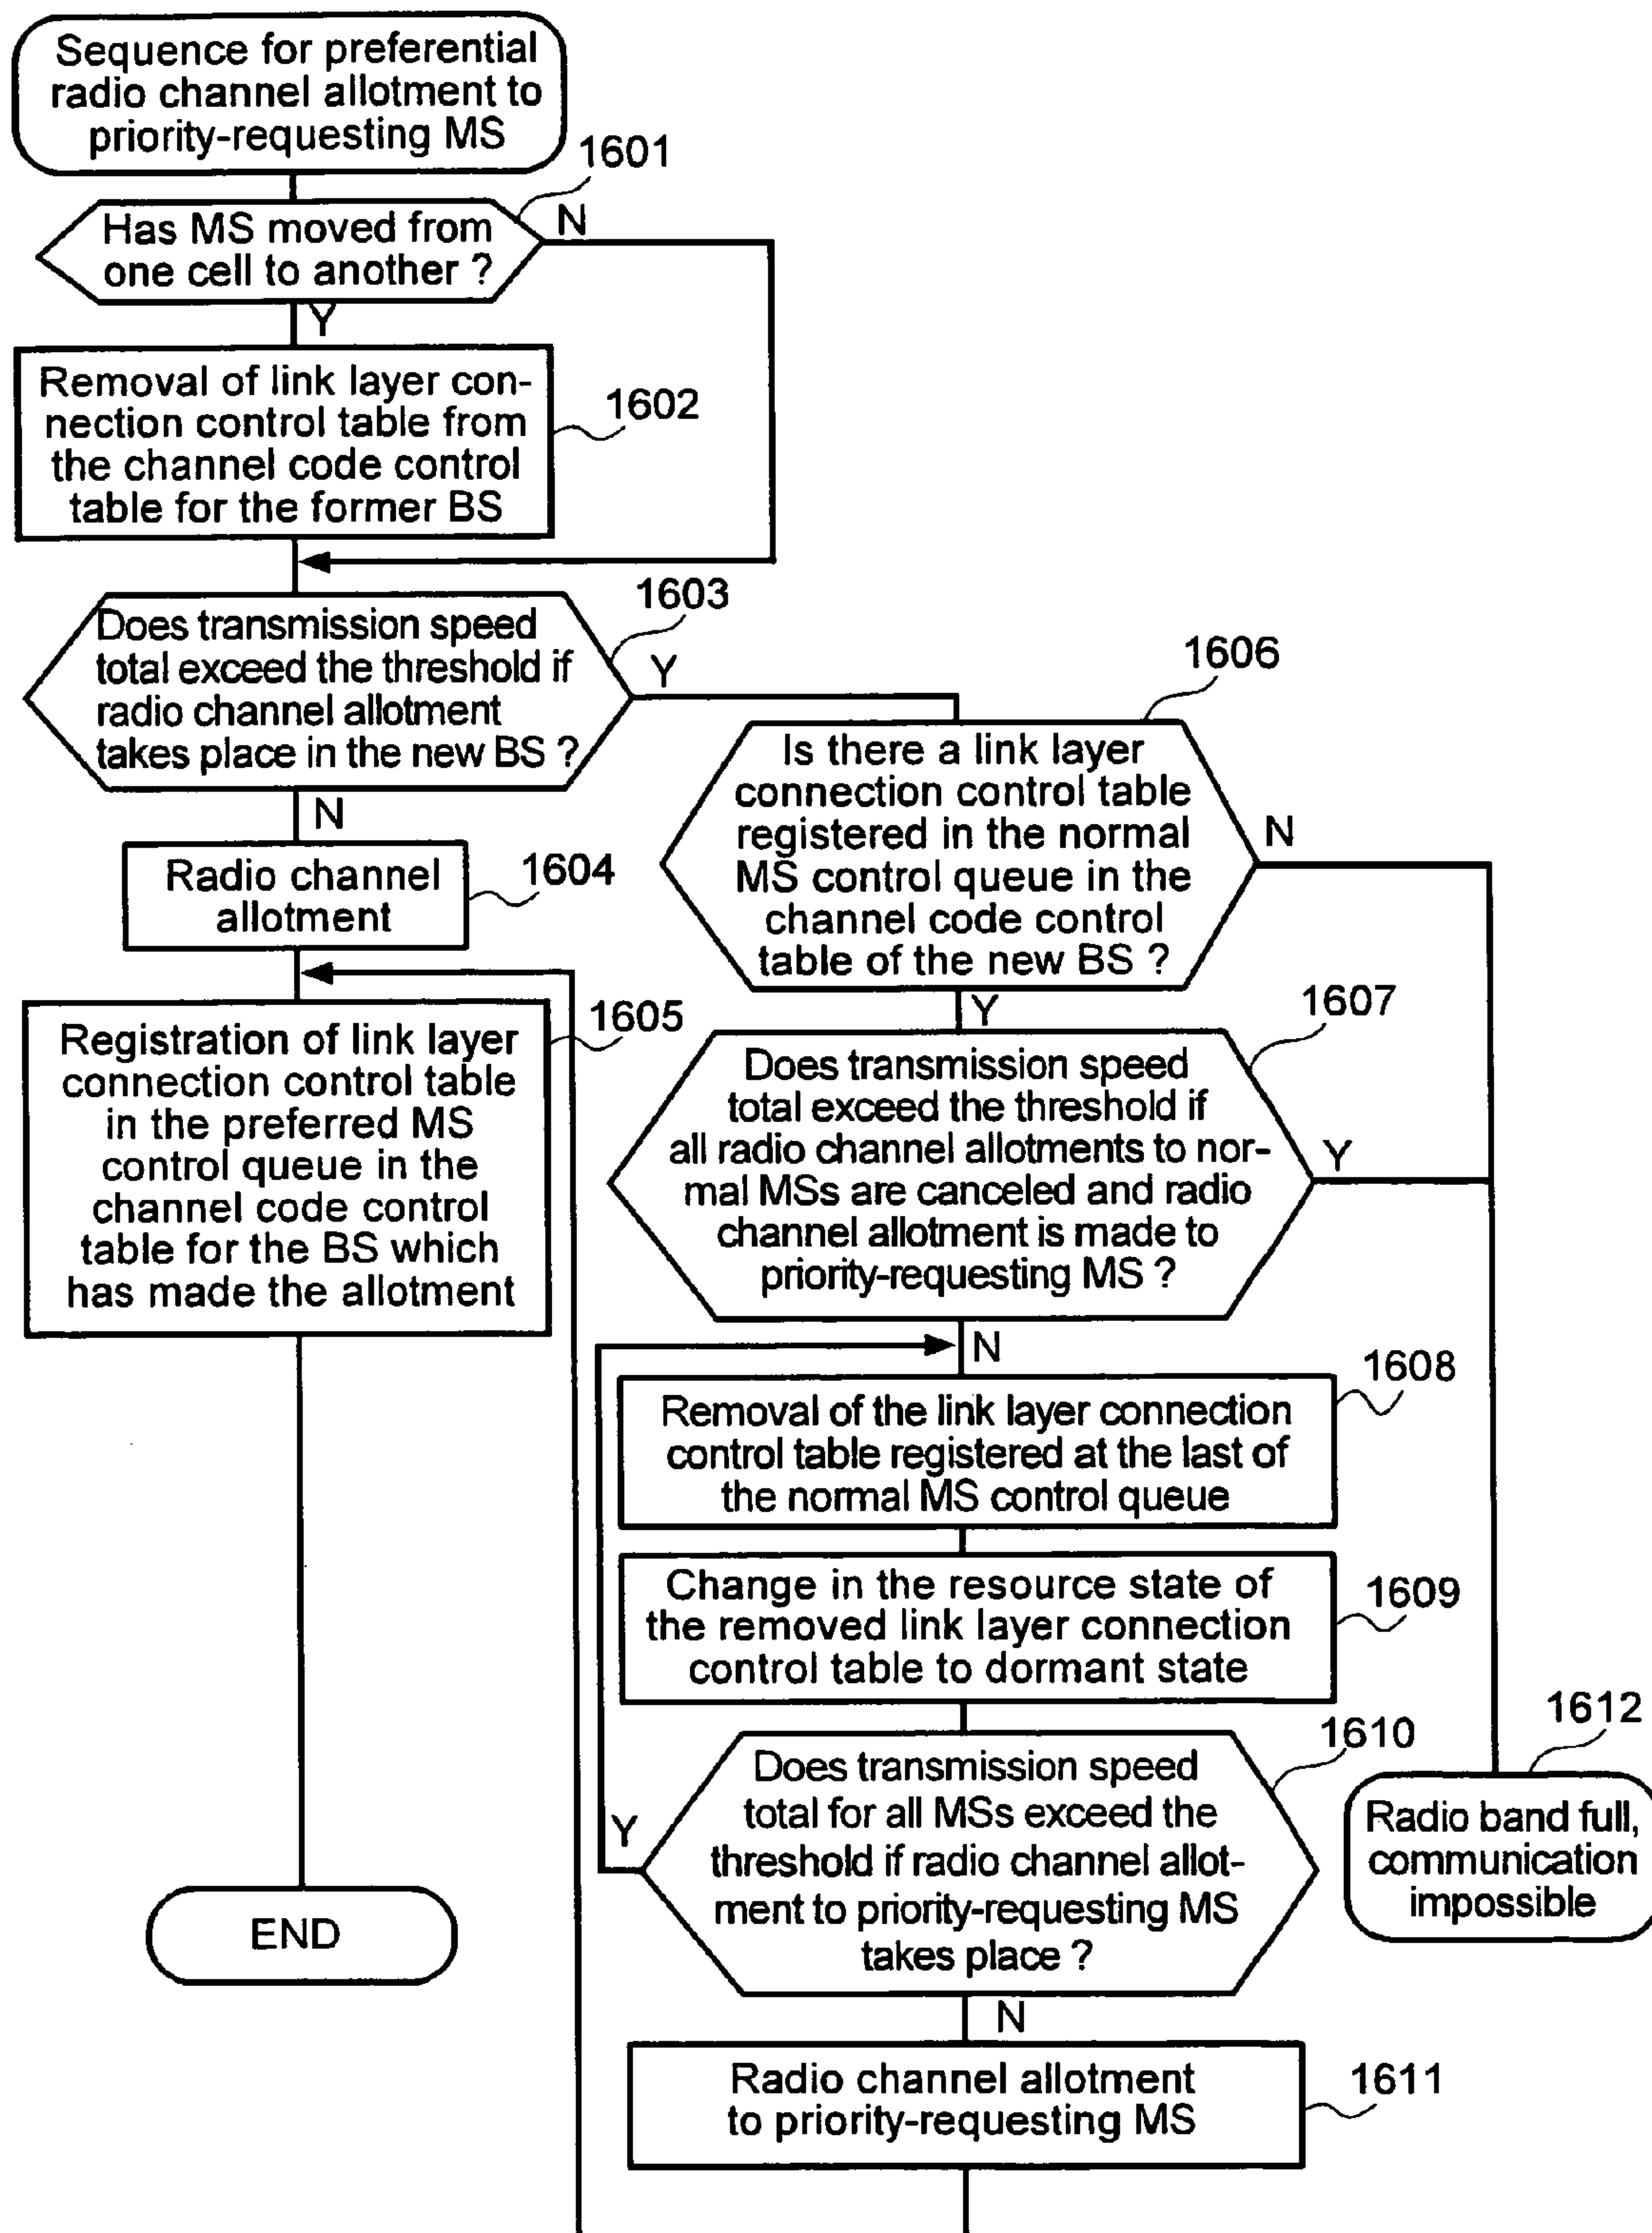 Sequence for preferential
radio channel allotment to
priority-requesting MS
1601
Has MS moved from
one cell to another ?
N
Y
Removal of link layer con-
nection control table from
the channel code control
table for the former BS
1602
1603
Does transmission speed
total exceed the threshold if
radio channel allotment
takes place in the new BS ?
Y
N
Radio channel
allotment
1604
1605
Registration of link layer
connection control table
in the preferred MS
control queue in the
channel code control
table for the BS which
has made the allotment
END
1606
Is there a link layer
connection control table
registered in the normal
MS control queue in the
channel code control
table of the new BS ?
N
Y
1607
Does transmission speed
total exceed the threshold if
all radio channel allotments to nor-
mal MSs are canceled and radio
channel allotment is made to
priority-requesting MS ?
Y
N
1608
Removal of the link layer connection
control table registered at the last of
the normal MS control queue
1609
Change in the resource state of
the removed link layer connection
control table to dormant state
1610
Does transmission speed
total for all MSs exceed the
threshold if radio channel allot-
ment to priority-requesting MS
takes place ?
Y
N
1611
Radio channel allotment
to priority-requesting MS
1612
Radio band full,
communication
impossible